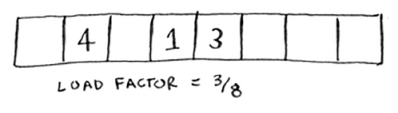 4 1 3
LOAD FACTOR = 3/8